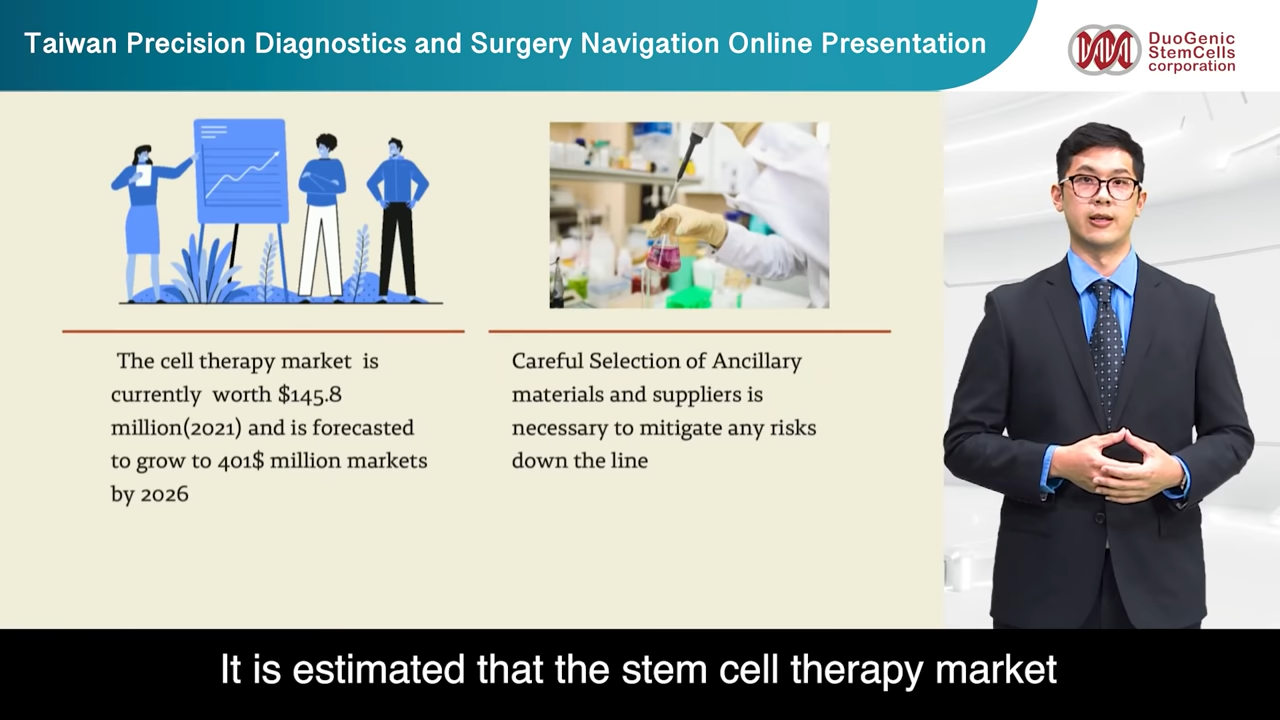 Taiwan Precision Diagnostics and Surgery Navigation Online Presentation
DuoGenic
StemCells
corporation
The cell therapy market is
currently worth $145.8
million(2021) and is forecasted
to grow to 401$ million markets
by 2026
Careful Selection of Ancillary
materials and suppliers is
necessary to mitigate any risks
down the line
It is estimated that the stem cell therapy market